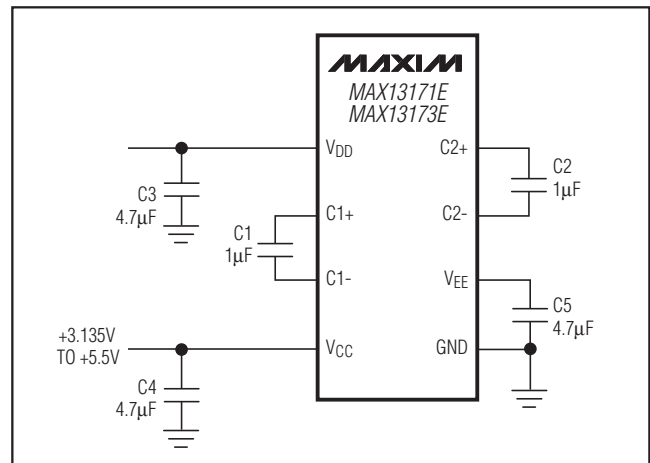 MAXIM
MAX13171E
MAX13173E
VDD
C2+
C2
1μF
C3
4.7μF
C1+
C2-
C1
1μF
C1-
VEE
C5
4.7μF
+3.135V
TO +5.5V
VCC
GND
C4
4.7μF